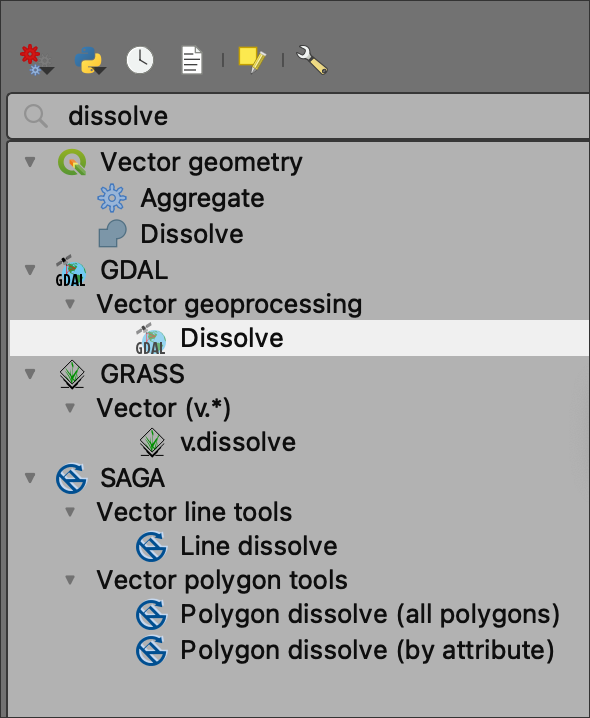 dissolve
Vector geometry
Aggregate
Dissolve
GDAL
GDAL
Vector geoprocessing
GDAL
Dissolve
GRASS
Vector (v.*)
v.dissolve
SAGA
Vector line tools
Line dissolve
Vector polygon tools
Polygon dissolve (all polygons)
Polygon dissolve (by attribute)